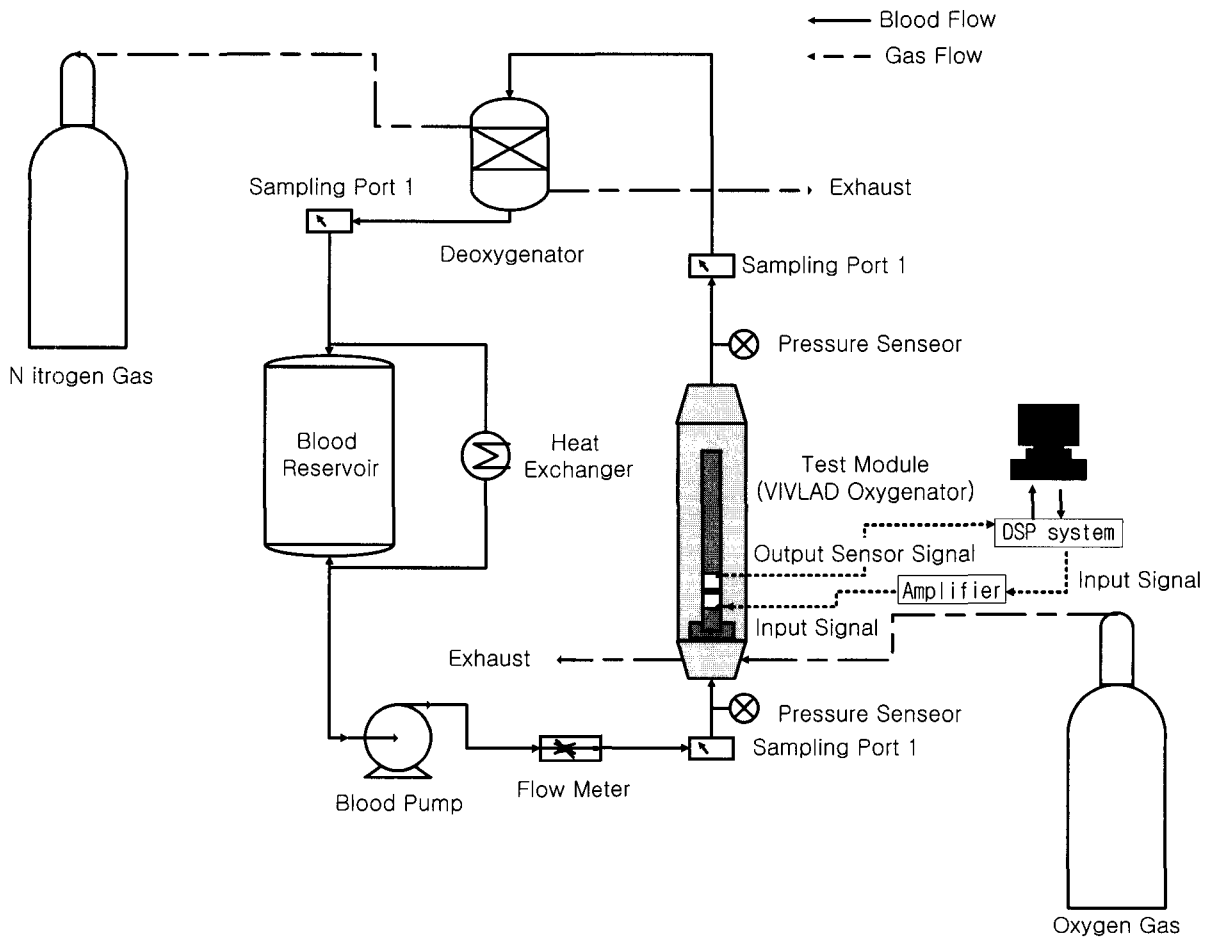 Blood Flow
Gas Flow
Sampling Port 1
Exhaust
Deoxygenator
Sampling Port 1
Pressure Senseor
N itrogen Gas
Blood
Reservoir
Heat
Exchanger
Test Module
(VIVLAD Oxygenator)
DSP system
Output Sensor Signal
Input Signal
Amplifier
Input Signal
Exhaust
Pressure Senseor
Sampling Port 1
Flow Meter
Blood Pump
Oxygen Gas